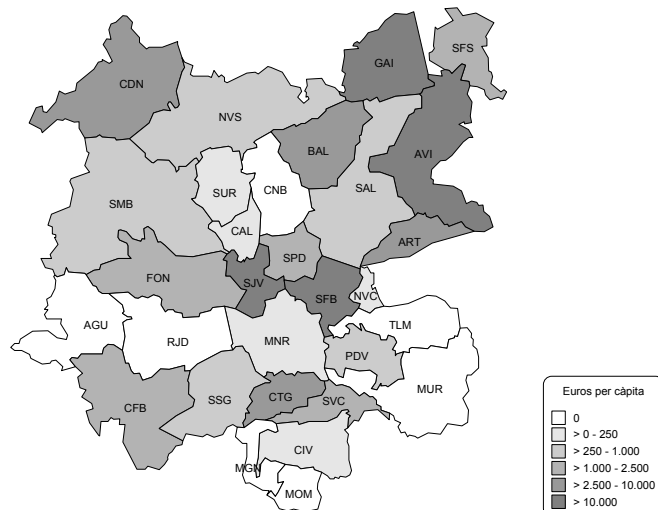 SFS
GAI
CDN
NVS
AVI
BAL
SAL
SUR
CNB
SMB
CAL
ART
SPD
FON
SJV
SFB
NVC
AGU
TLM
RJD
MNR
PDV
MUR
CFB
SSG
CTG
SVC
CIV
MGN
MOM
Euros per càpita
0
> 0 - 250
> 250 - 1.000
> 1.000 - 2.500
> 2.500 - 10.000
> 10.000